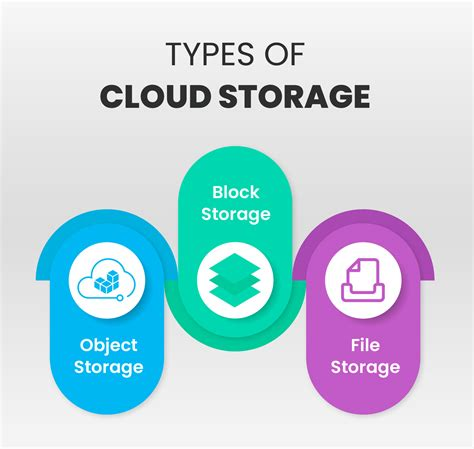 TYPES OF
CLOUD STORAGE
Block
Storage
Object
Storage
File
Storage